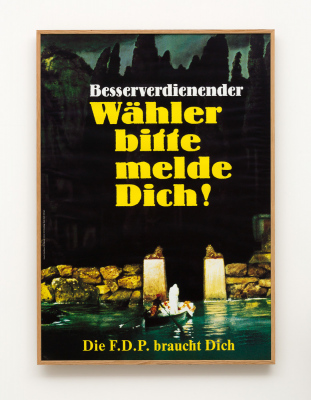 Besserverdienender
Wähler
bitte
melde
Dich!
Die F.D.P. braucht Dich